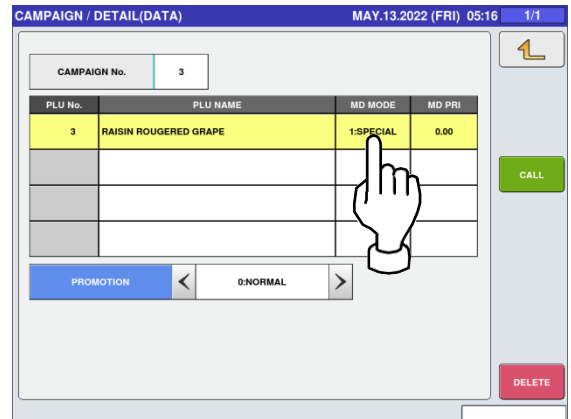 CAMPAIGN / DETAIL(DATA) MAY.13.2022 (FRI) 05:16 1/1
CAMPAIGN No. 3
PLU No. PLU NAME MD MODE MD PRI
3 RAISIN ROUGERED GRAPE 1:SPECIAL 0.00
CALL
PROMOTION 0:NORMAL
DELETE